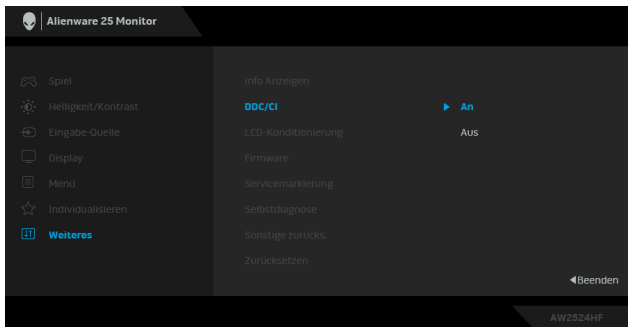 Alienware 25 Monitor
Spiel
Info Anzeigen
Helligkeit/Kontrast
DDC/CI
An
Eingabe-Quelle
LCD-Konditionierung
Aus
Display
Firmware
Menü
Servicemarkierung
Individualisieren
Selbstdiagnose
Weiteres
Sonstige zurücks.
Zurücksetzen
Beenden
AW2524HF